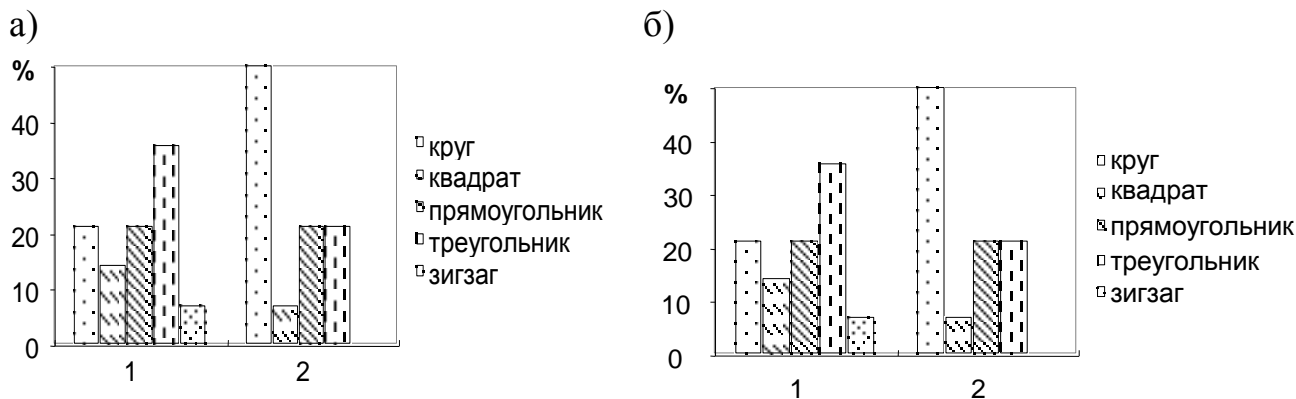 а)
%
40
30
20
10
0
1
2
круг
квадрат
прямоугольник
треугольник
зигзаг
б)
%
40
30
20
10
0
1
2
круг
квадрат
прямоугольник
треугольник
зигзаг